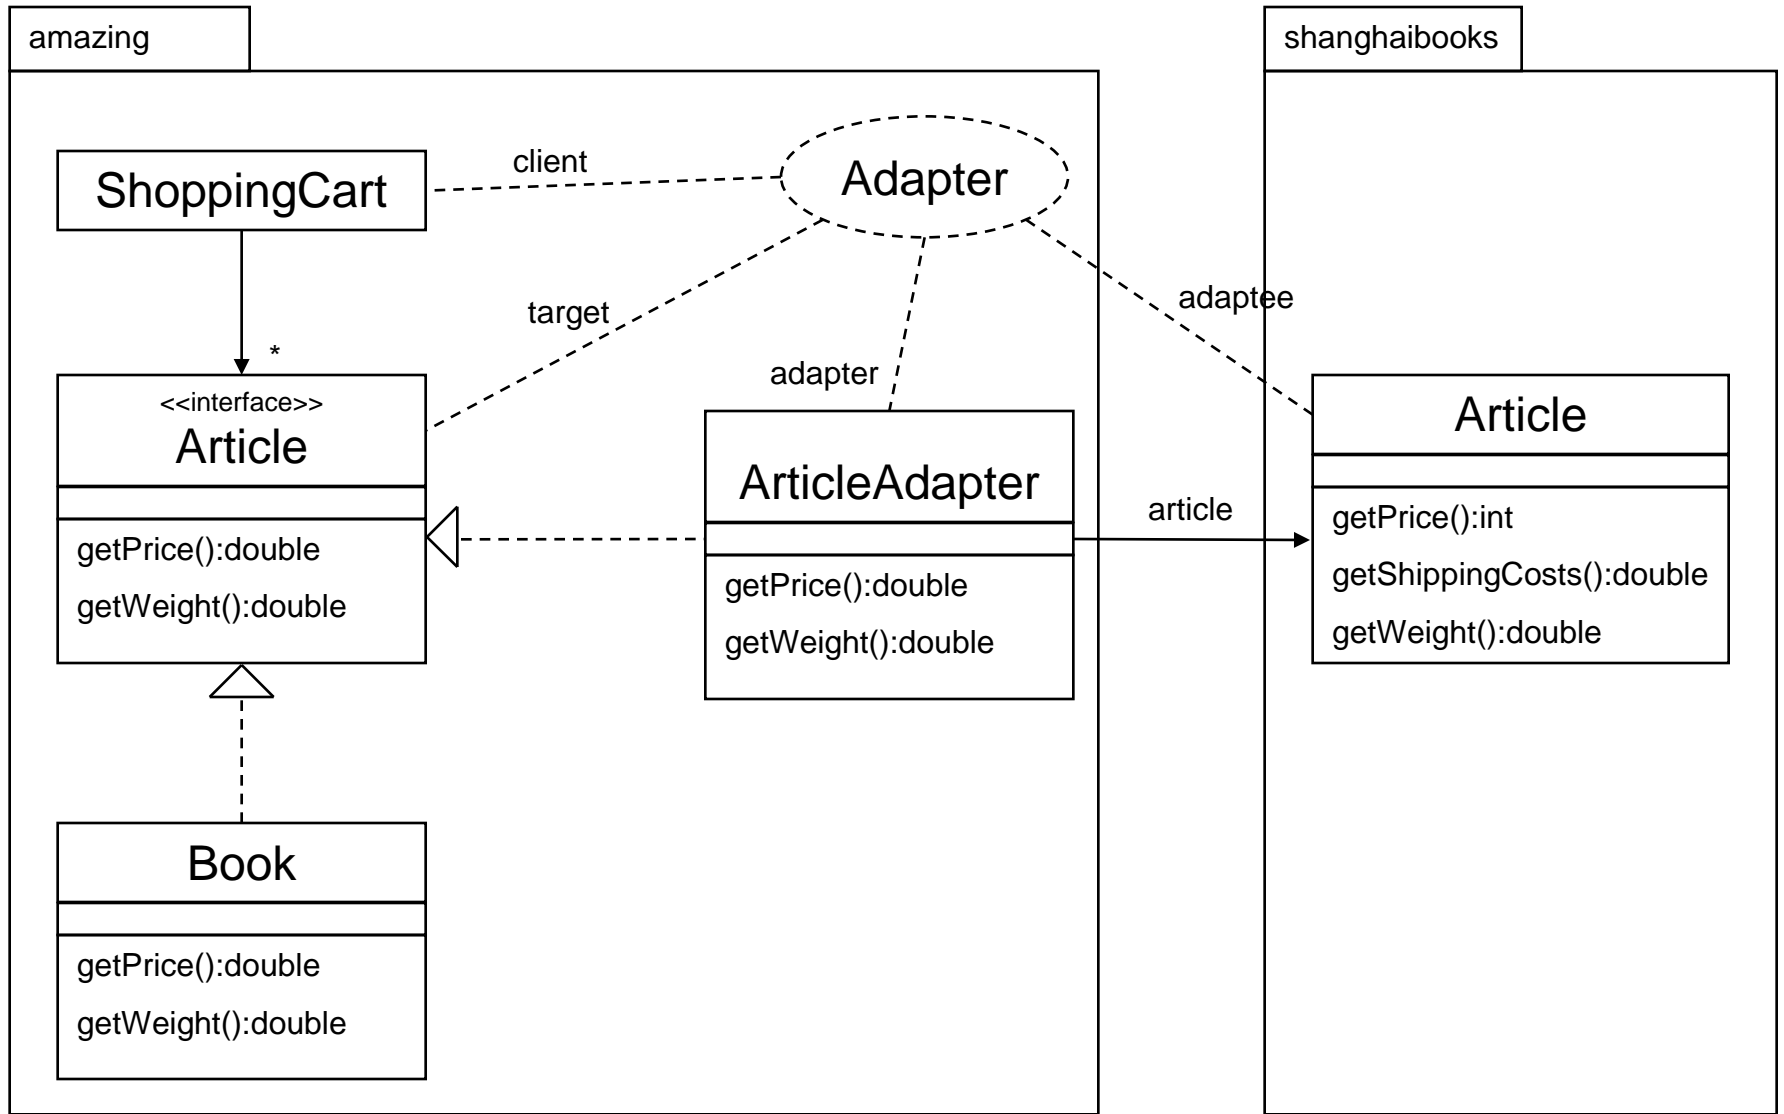 amazing
shanghaibooks
ShoppingCart
client
Adapter
target
adapter
adaptee
*
<<interface>>
Article
getPrice():double
getWeight():double
ArticleAdapter
getPrice():double
getWeight():double
article
Article
getPrice():int
getShippingCosts():double
getWeight():double
Book
getPrice():double
getWeight():double